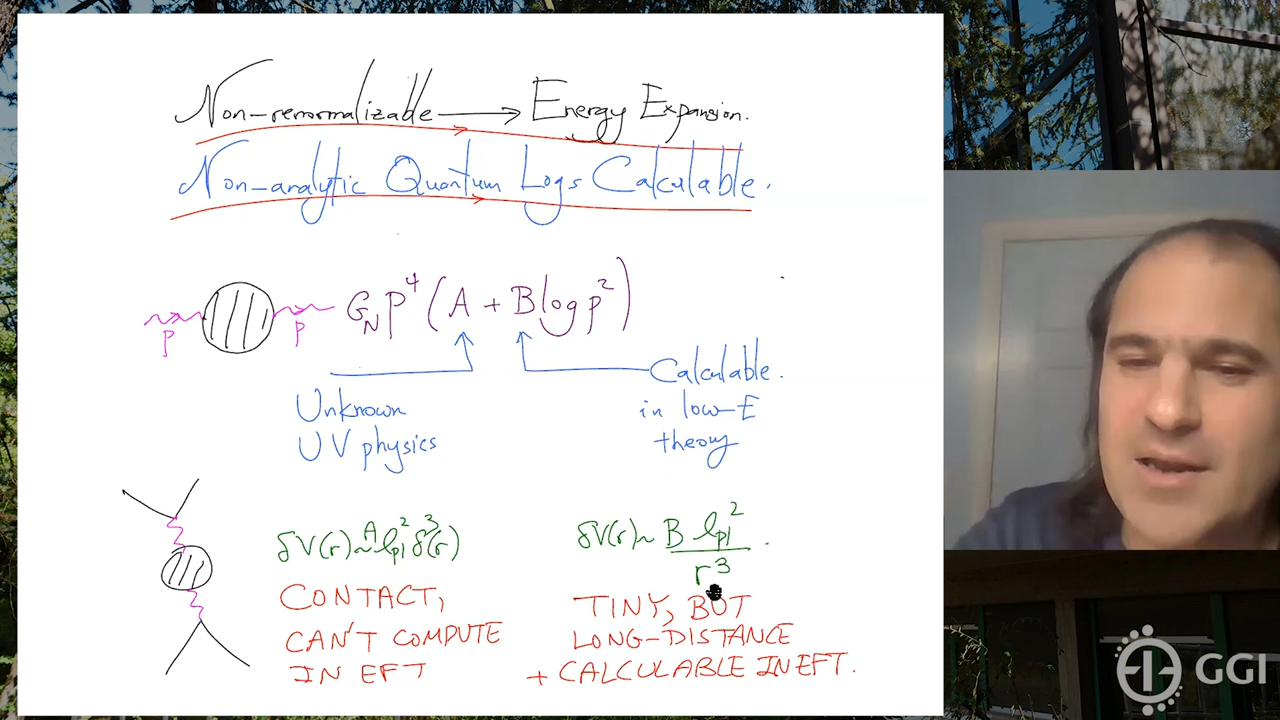 Non-renormalizable → Energy Expansion.
Non-analytic Quantum Logs Calculable.
p p G_N p^4 (A + B log p^2)
Calculable.
Unknown in low-E
UV physics theory
δV(r) ~ A l_pl^2 δ^3(r) δV(r) ~ B l_pl^2 / r^3 .
CONTACT, TINY, BUT
CAN'T COMPUTE LONG-DISTANCE
IN EFT + CALCULABLE IN EFT.
GGI